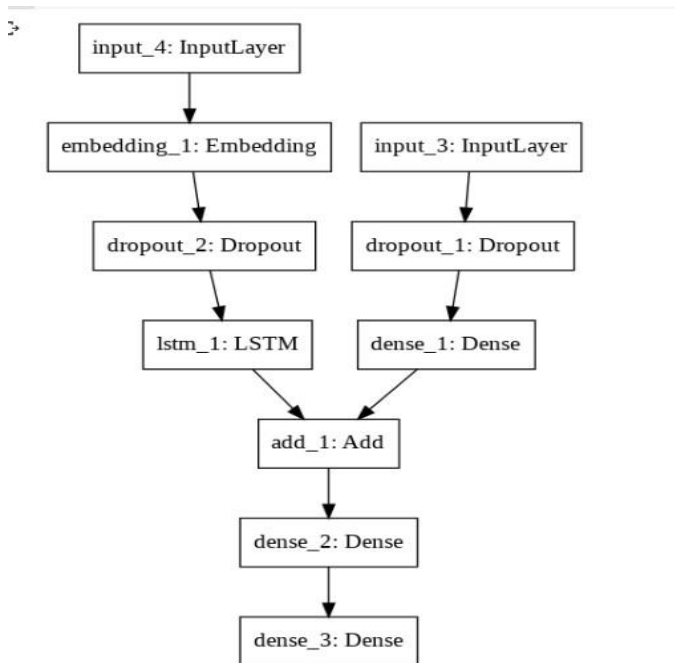 input_4: InputLayer
embedding_1: Embedding
input_3: InputLayer
dropout_2: Dropout
dropout_1: Dropout
lstm_1: LSTM
dense_1: Dense
add_1: Add
dense_2: Dense
dense_3: Dense